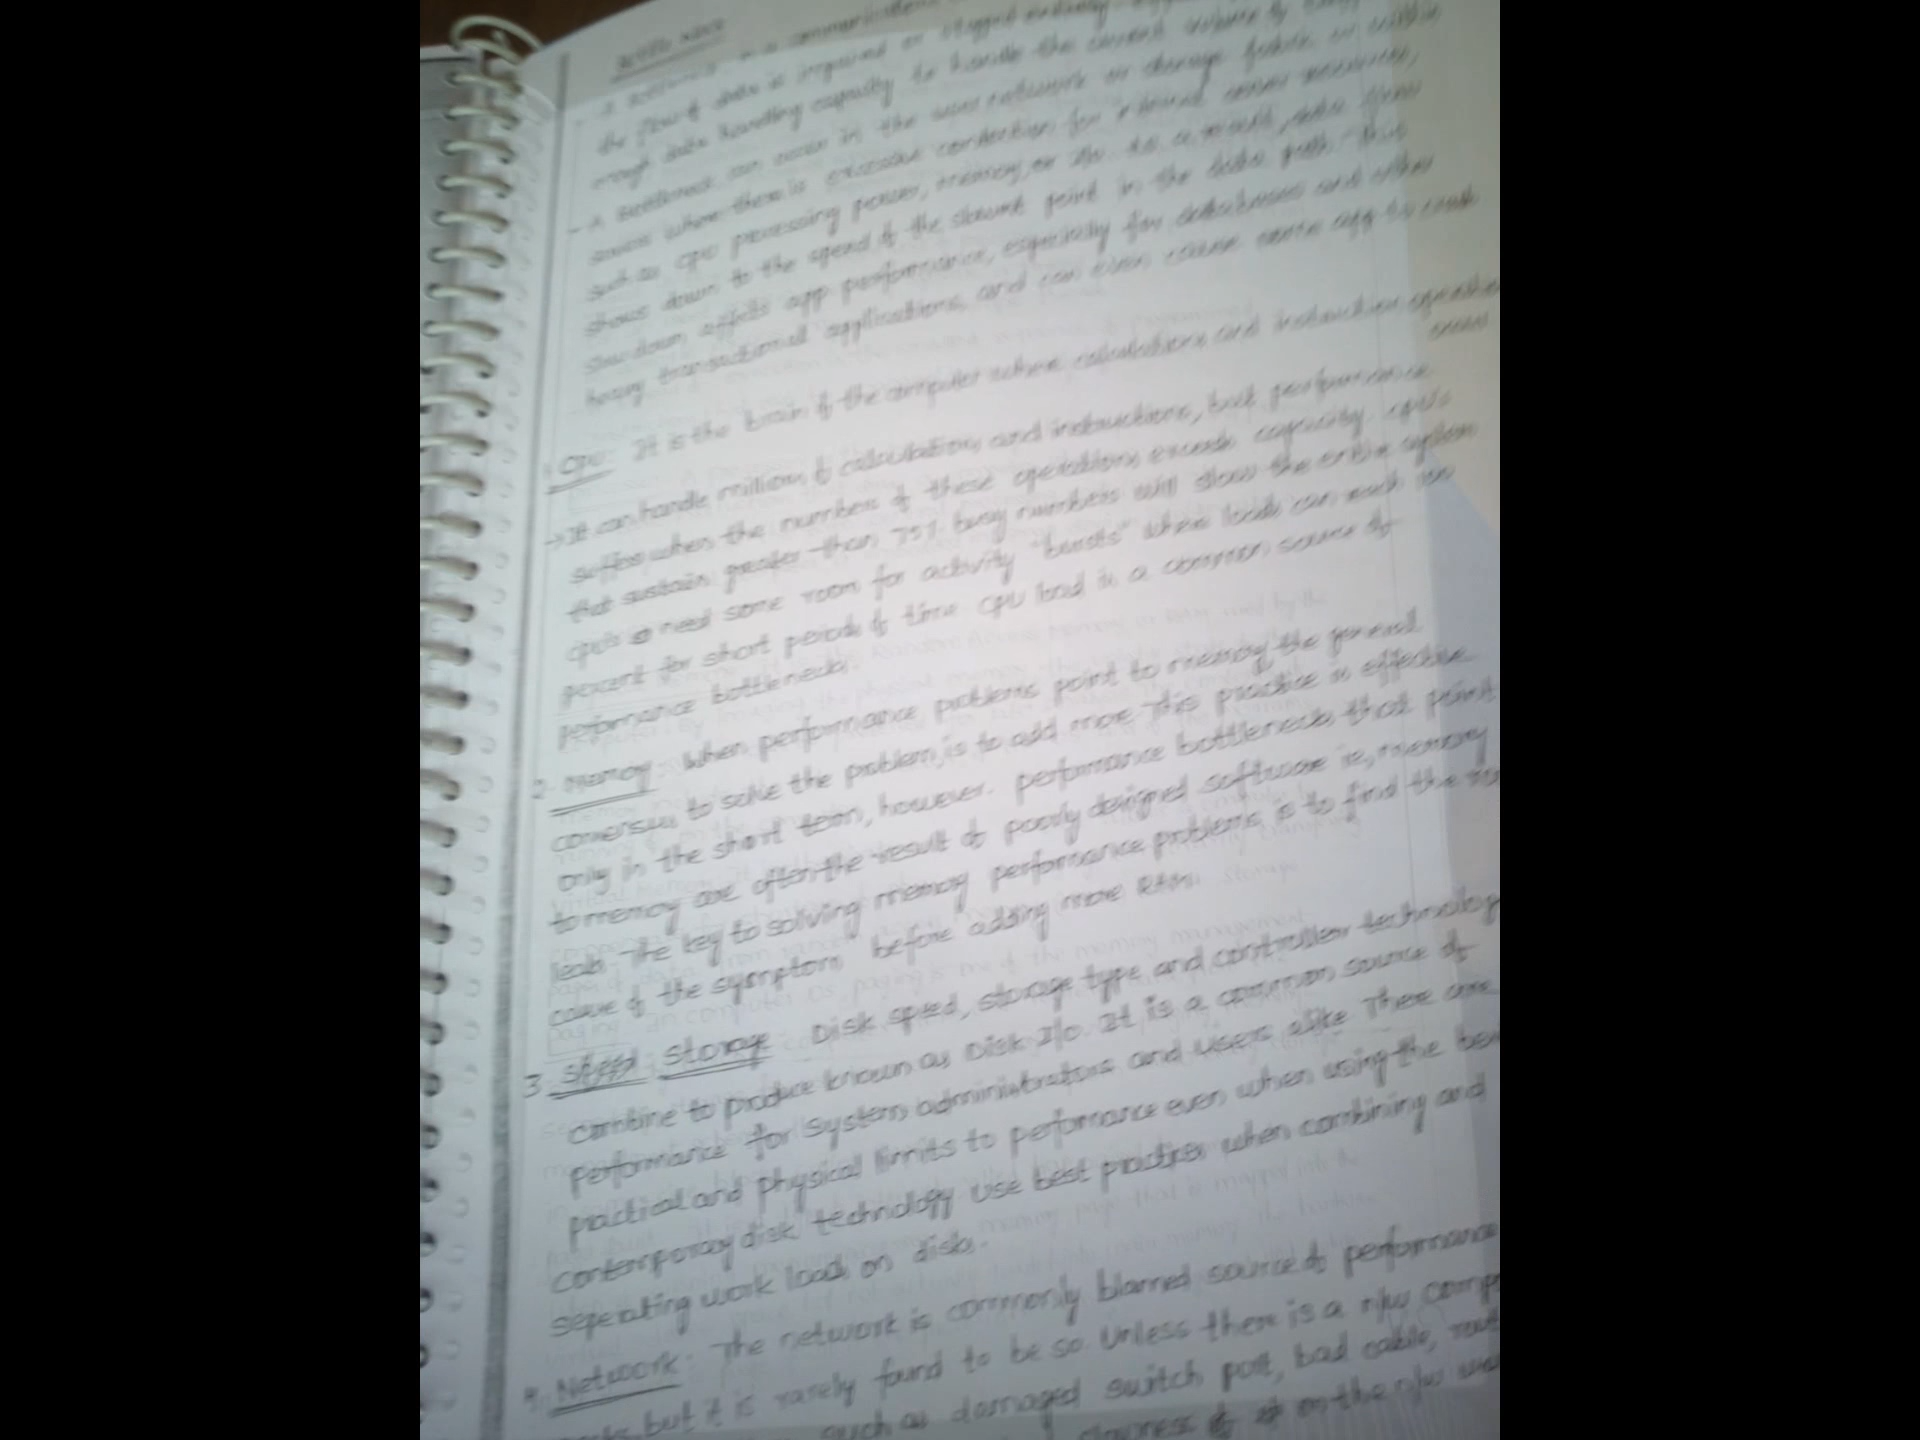 the flow of data is impaired or stopped
enough data handling capacity to handle the current volume of
- A bottleneck can occur in the user network or storage fabric or within
servers when there is excessive contention for internal server resources,
such as CPU processing power, memory, or I/o. As a result, data flow
slows down to the speed of the slowest point in the data path. This
slow down affects app performance, especially for databases and other
heavy transactional applications, and can even cause some app to crash
1. CPU: It is the brain of the computer where calculations and instruction operation
occur
→ It can handle millions of calculations and instructions, but performance
suffers when the numbers of these operations exceeds capacity. CPU's
that sustain greater than 75% busy numbers will slow the entire system
CPU's need some room for activity "bursts" where loads can reach 100
percent for short periods of time. CPU load is a common source of
performance bottlenecks.
2. Memory: When performance problems point to memory, the general
consensus to solve the problem, is to add more. This practice is effective
only in the short term, however. performance bottlenecks that point
to memory are often the result of poorly designed software ie, memory
leaks. The key to solving memory performance problems is to find the
cause of the symptom before adding more RAM.
3. Storage: Disk speed, storage type and controller technology
combine to produce known as Disk I/o. It is a common source of
performance for system administrators and users alike. There are
practical and physical limits to performance even when using the
contemporary disk technology use best practices when combining and
seperating work loads on disks.
4. Network: The network is commonly blamed source of performance
but it is rarely found to be so. Unless there is a n/w
such as damaged switch port, bad cable,
on the n/w